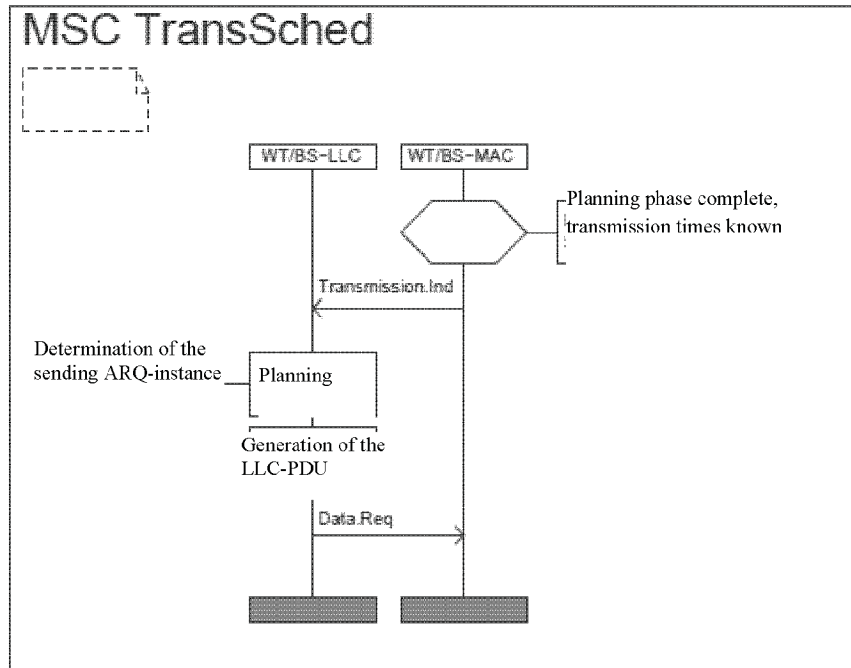 MSC TransSched
WT/BS-LLC
WT/BS-MAC
Planning phase complete,
transmission times known
Transmission.Ind
Determination of the
sending ARQ-instance
Planning
Generation of the
LLC-PDU
Data.Req